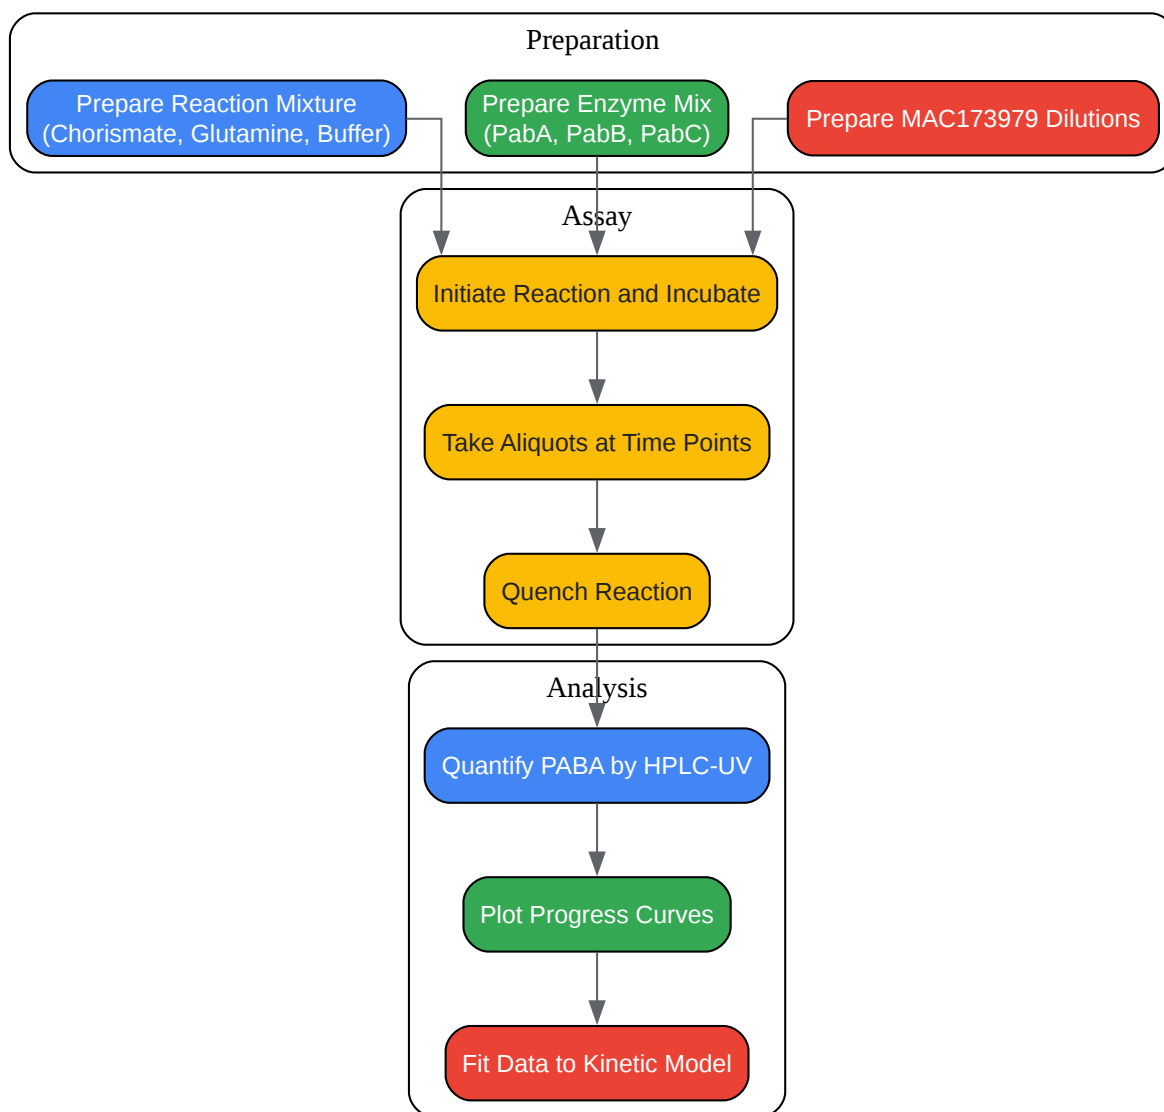 Preparation
Prepare Reaction Mixture
(Chorismate, Glutamine, Buffer)
Prepare Enzyme Mix
(PabA, PabB, PabC)
Prepare MAC173979 Dilutions
Assay
Initiate Reaction and Incubate
Take Aliquots at Time Points
Quench Reaction
Analysis
Quantify PABA by HPLC-UV
Plot Progress Curves
Fit Data to Kinetic Model